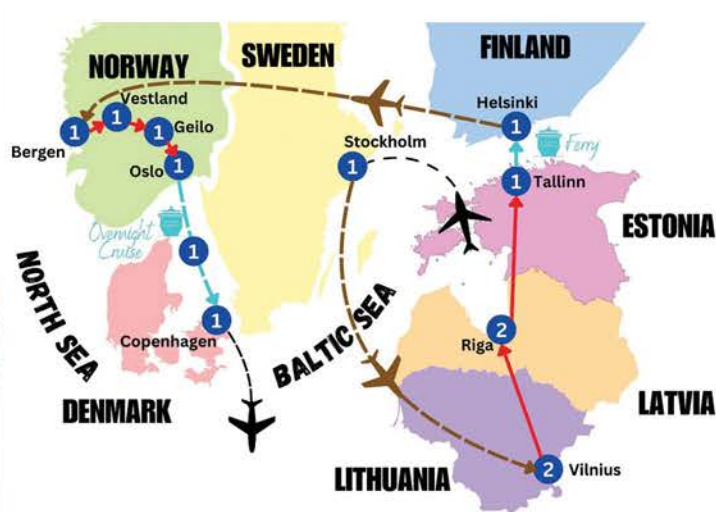 NORWAY
SWEDEN
FINLAND
Vestland
1
Geilo
1
Bergen
1
Oslo
1
Helsinki
1
Ferry
Stockholm
1
Tallinn
1
ESTONIA
Overnight
Cruise
1
NORTH SEA
Copenhagen
1
BALTIC SEA
Riga
2
DENMARK
LATVIA
LITHUANIA
Vilnius
2